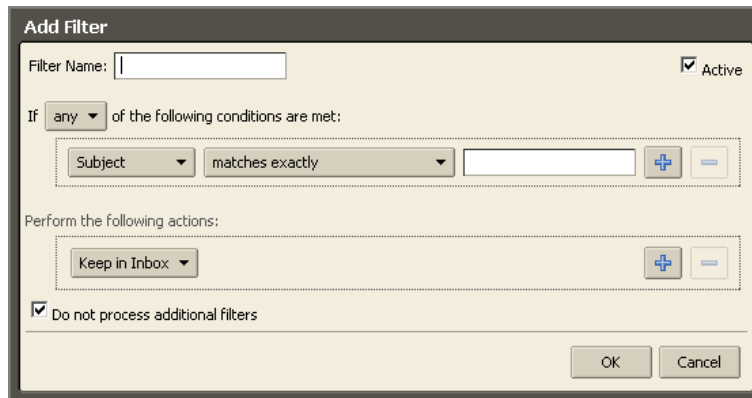 Add Filter
Filter Name: Active
If any of the following conditions are met:
Subject matches exactly
Perform the following actions:
Keep in Inbox
Do not process additional filters
OK Cancel